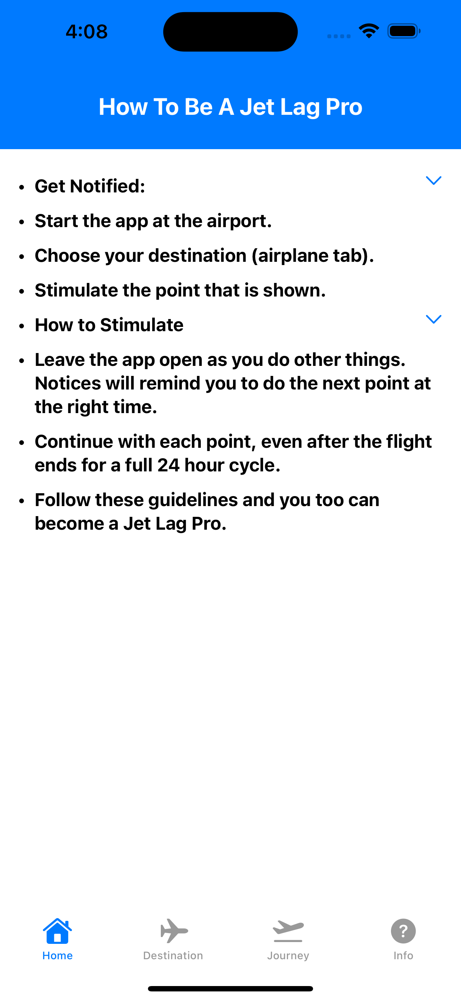 4:08
How To Be A Jet Lag Pro
• Get Notified:
• Start the app at the airport.
• Choose your destination (airplane tab).
• Stimulate the point that is shown.
• How to Stimulate
• Leave the app open as you do other things.
Notices will remind you to do the next point at
the right time.
• Continue with each point, even after the flight
ends for a full 24 hour cycle.
• Follow these guidelines and you too can
become a Jet Lag Pro.
?
Home
Destination
Journey
Info